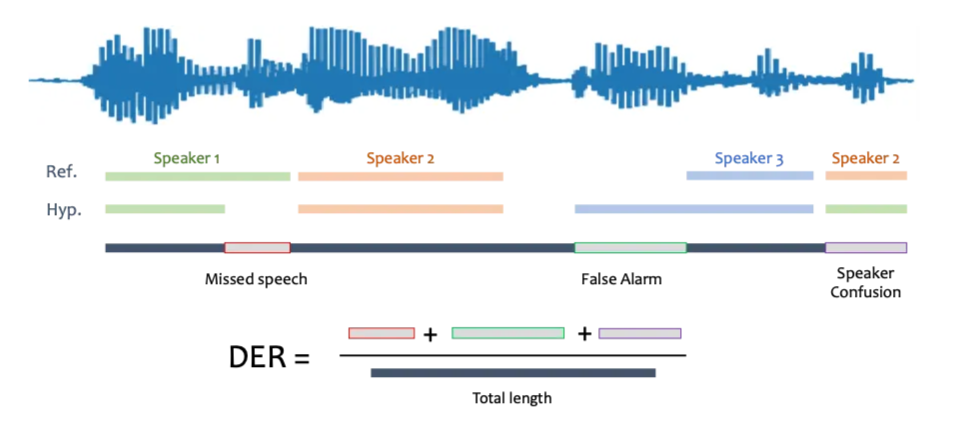 Speaker 1 Speaker 2 Speaker 3 Speaker 2
Ref.
Hyp.
Missed speech False Alarm Speaker
Confusion
DER = + +
Total length